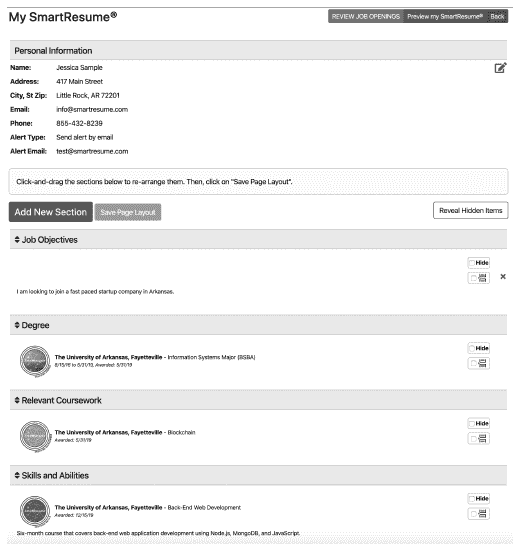 My SmartResume®
REVIEW JOB OPENINGS Preview my SmartResume® Back
Personal Information
Name: Jessica Sample
Address: 417 Main Street
City, St Zip: Little Rock, AR 72201
Email: info@smartresume.com
Phone: 855-432-8239
Alert Type: Send alert by email
Alert Email: test@smartresume.com
Click-and-drag the sections below to re-arrange them. Then, click on "Save Page Layout".
Add New Section Save Page Layout Reveal Hidden Items
Job Objectives
Hide
I am looking to join a fast paced startup company in Arkansas.
Degree
Hide
The University of Arkansas, Fayetteville - Information Systems Major (BSBA)
8/15/16 to 5/31/19, Awarded: 5/31/19
Relevant Coursework
Hide
The University of Arkansas, Fayetteville - Blockchain
Awarded: 5/31/19
Skills and Abilities
Hide
The University of Arkansas, Fayetteville - Back-End Web Development
Awarded: 12/15/19
Six-month course that covers back-end web application development using Node.js, MongoDB, and JavaScript.